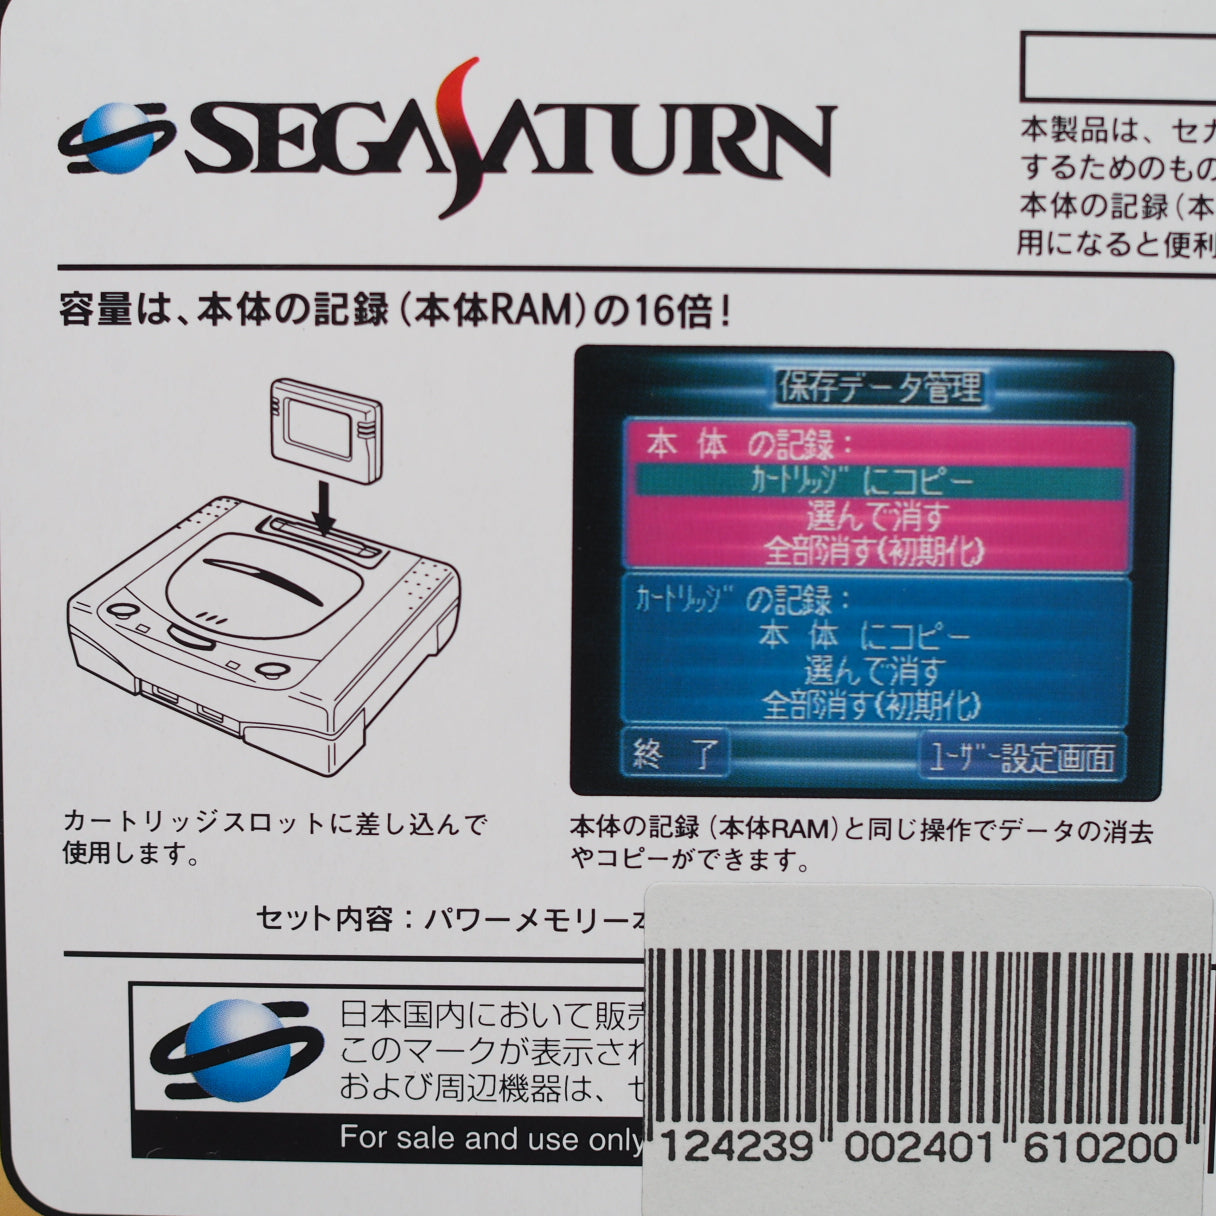 SEGA SATURN
本製品は、セガ
するためのもの
本体の記録(本
用になると便利
容量は、本体の記録(本体RAM)の16倍!
保存データ管理
本体の記録:
カートリッジにコピー
選んで消す
全部消す(初期化)
カートリッジの記録:
本体にコピー
選んで消す
全部消す(初期化)
終了
ユーザー設定画面
カートリッジスロットに差し込んで
使用します。
本体の記録(本体RAM)と同じ操作でデータの消去
やコピーができます。
セット内容:パワーメモリー本
日本国内において販売
このマークが表示され
および周辺機器は、セ
For sale and use only
124239 002401 610200